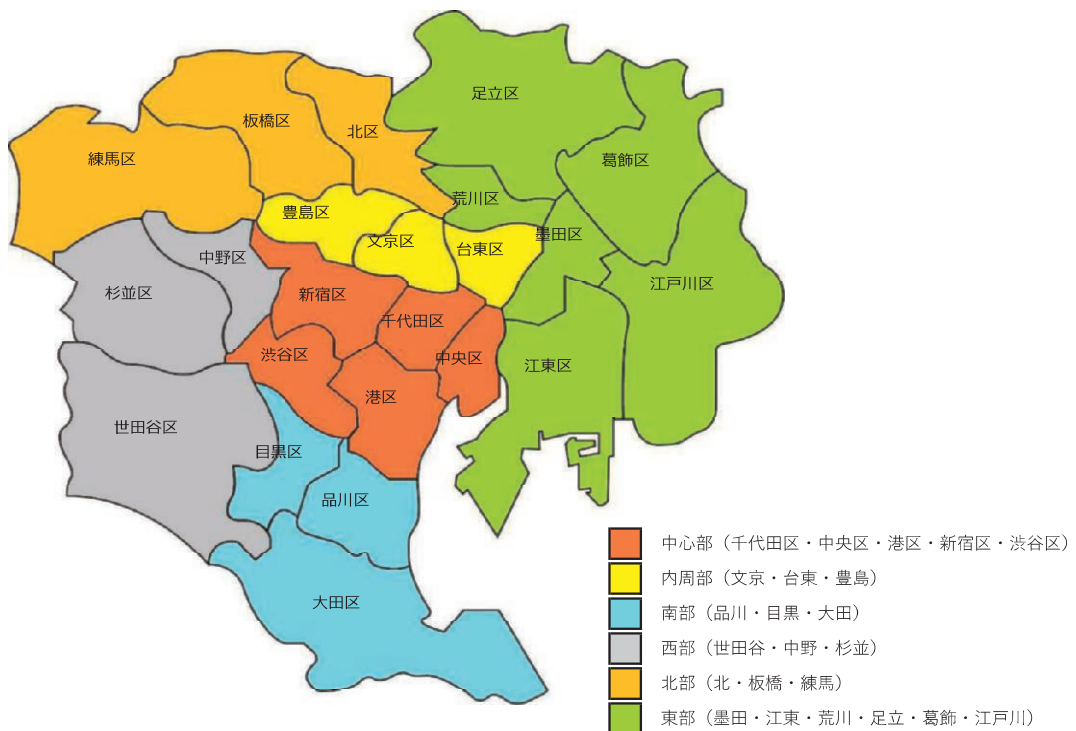 足立区
板橋区
北区
練馬区
葛飾区
荒川区
豊島区
文京区
台東区
墨田区
中野区
杉並区
新宿区
江戸川区
千代田区
渋谷区
中央区
江東区
港区
世田谷区
目黒区
品川区
大田区
中心部（千代田区・中央区・港区・新宿区・渋谷区）
内周部（文京・台東・豊島）
南部（品川・目黒・大田）
西部（世田谷・中野・杉並）
北部（北・板橋・練馬）
東部（墨田・江東・荒川・足立・葛飾・江戸川）